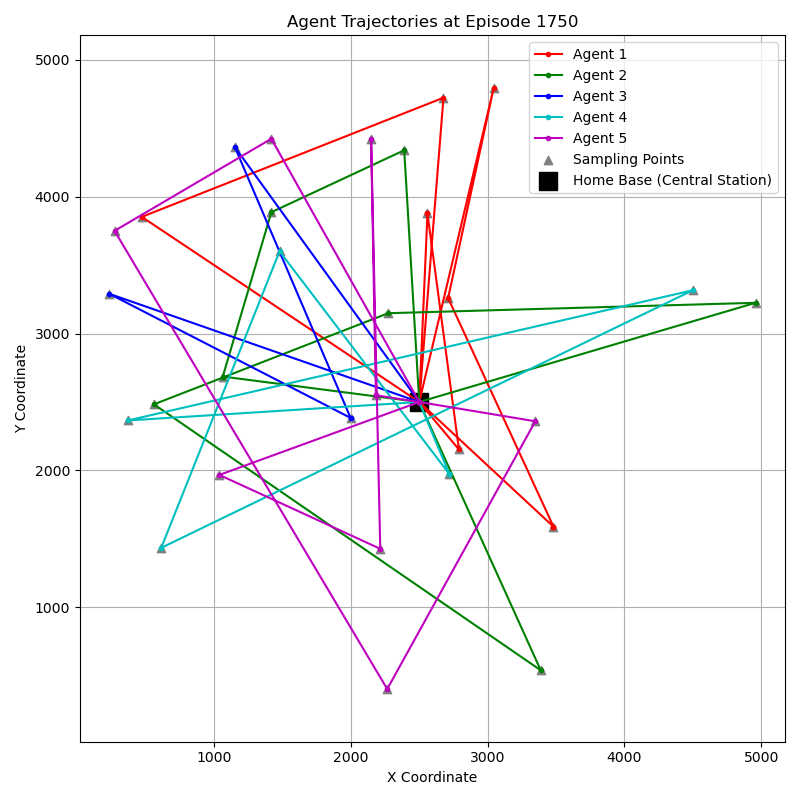 Agent Trajectories at Episode 1750
Agent 1
Agent 2
Agent 3
Agent 4
Agent 5
Sampling Points
Home Base (Central Station)
Y Coordinate
5000
4000
3000
2000
1000
1000 2000 3000 4000 5000
X Coordinate